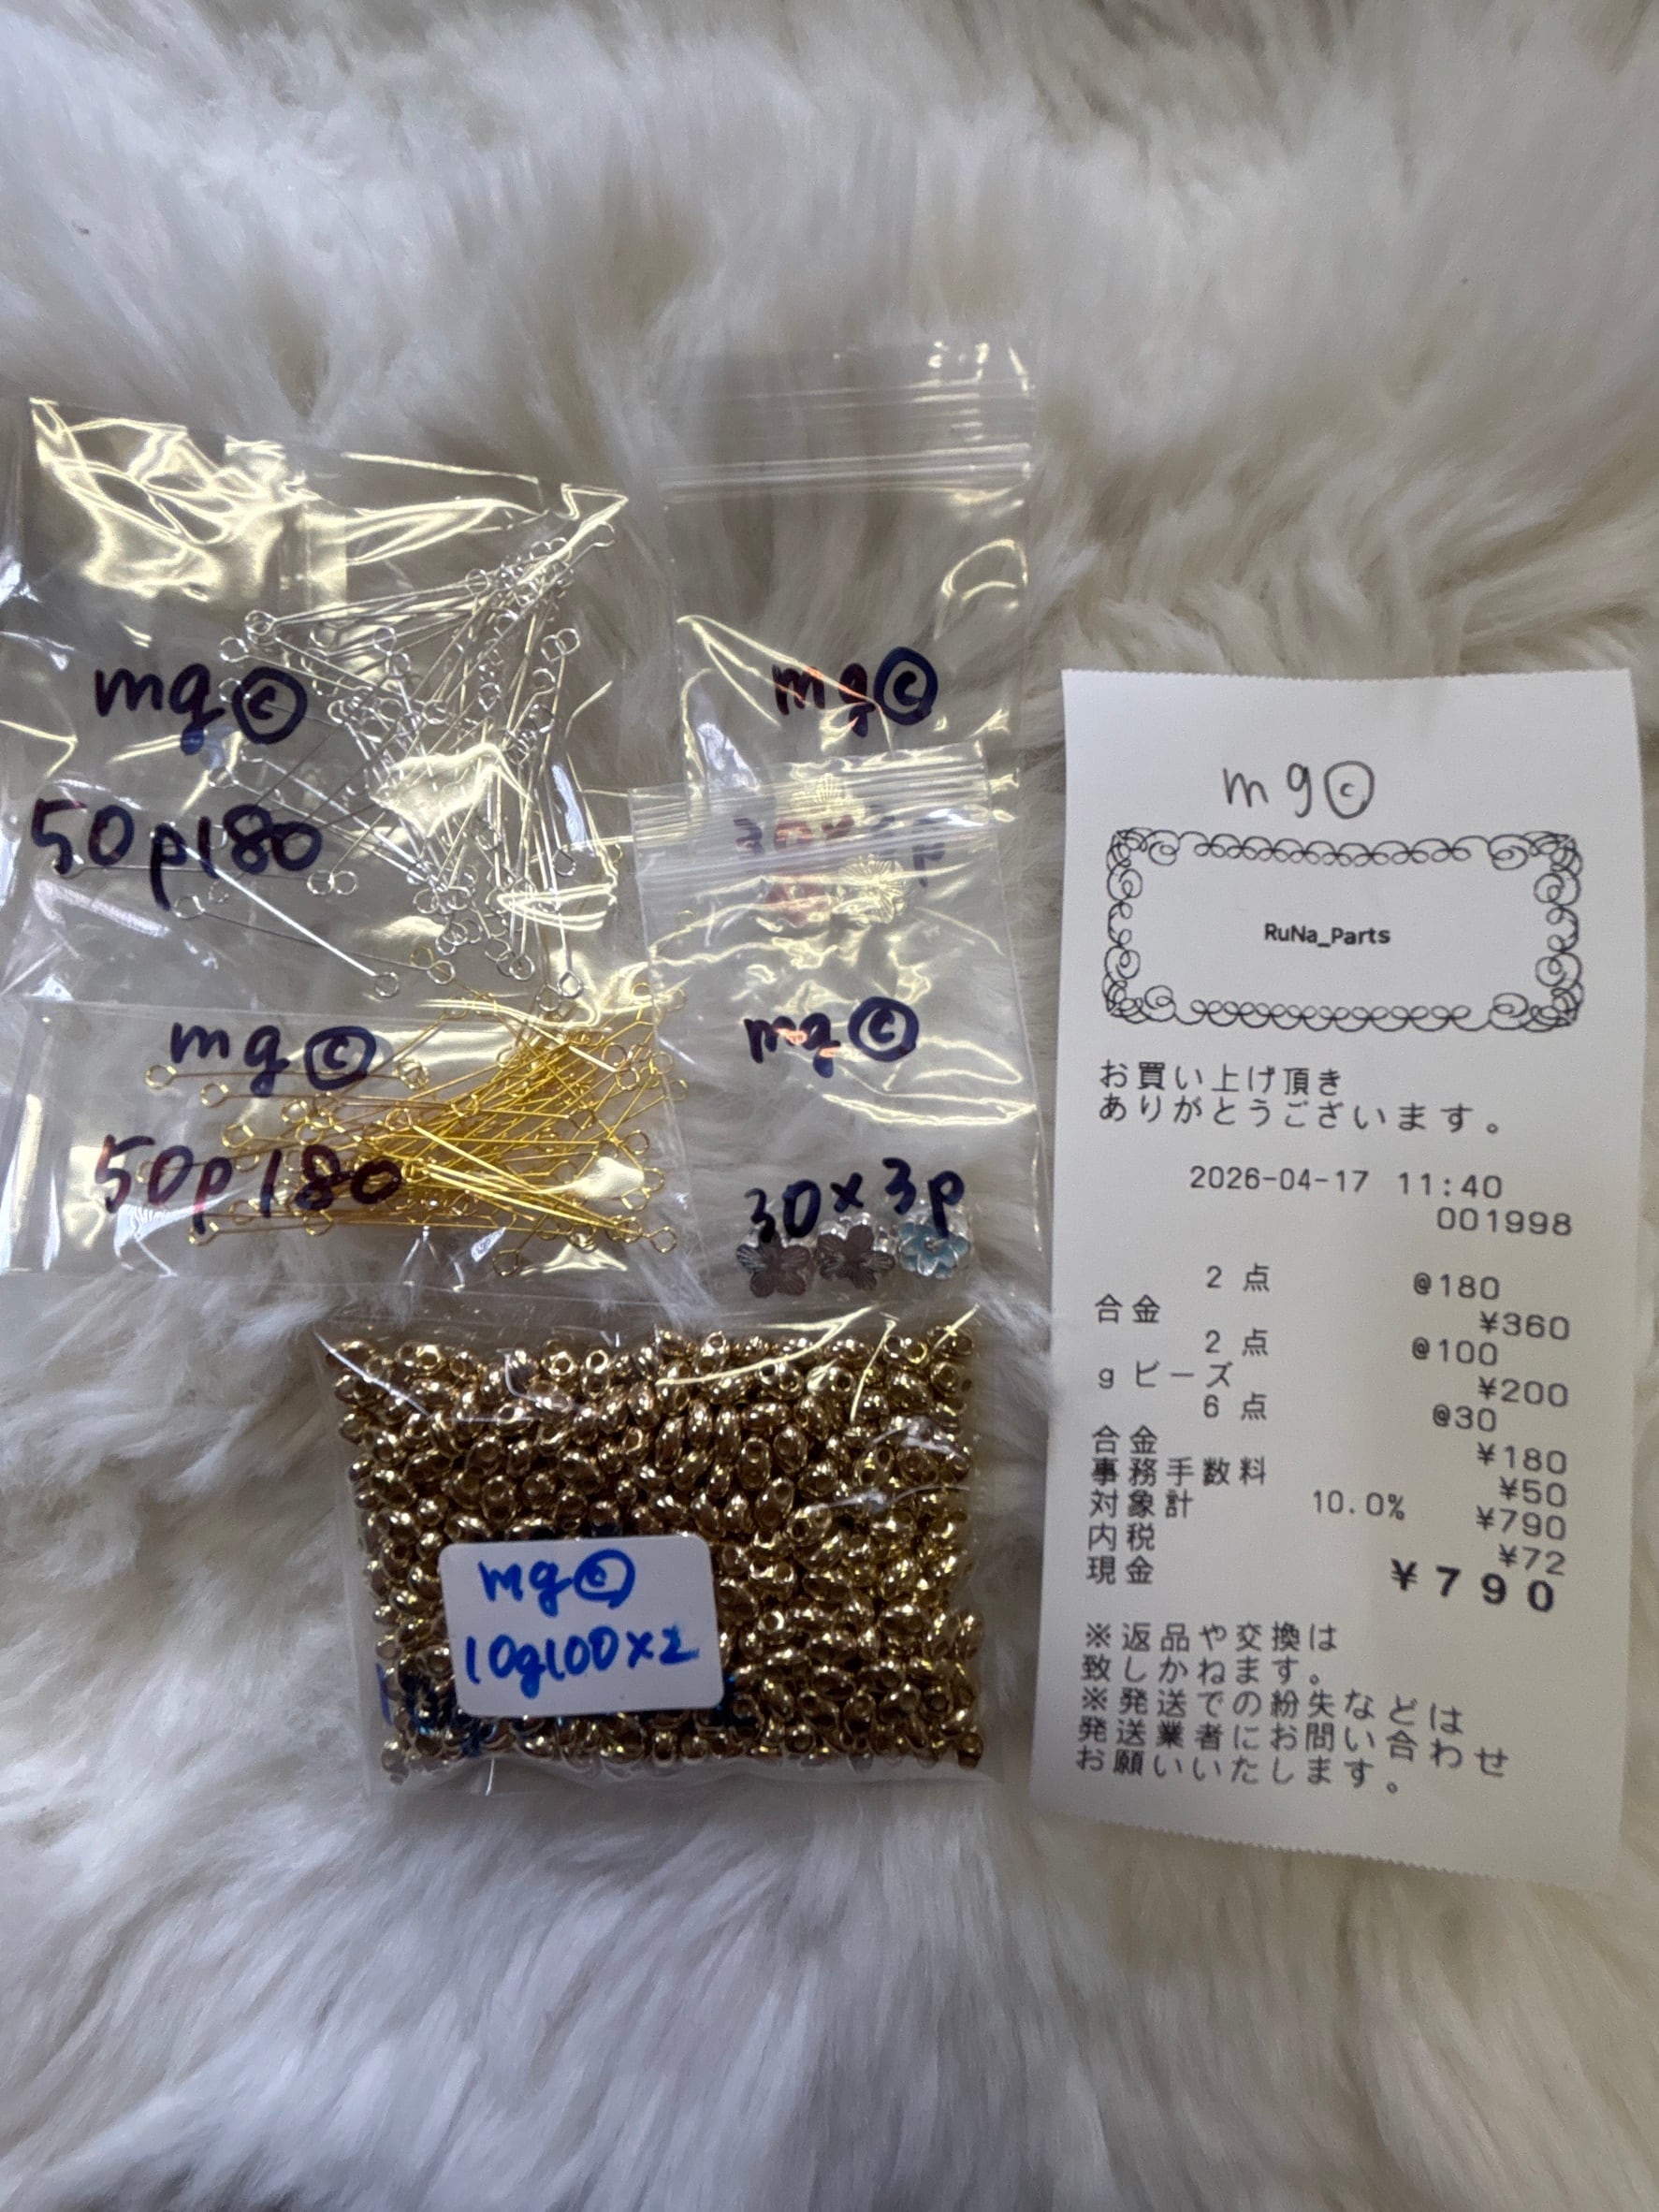 mg©
50p180
mg©
50p180
mg©
30×3p
mg©
30×3p
mg©
10g100×2
mg©
RuNa_Parts
お買い上げ頂き
ありがとうございます。
2026-04-17 11:40
001998
2点 @180
合金 ¥360
2点 @100
gビーズ ¥200
6点 @30
合金 ¥180
事務手数料 ¥50
対象計 10.0% ¥790
内税 ¥72
現金 ¥790
※返品や交換は
致しかねます。
※発送での紛失などは
発送業者にお問い合わせ
お願いいたします。